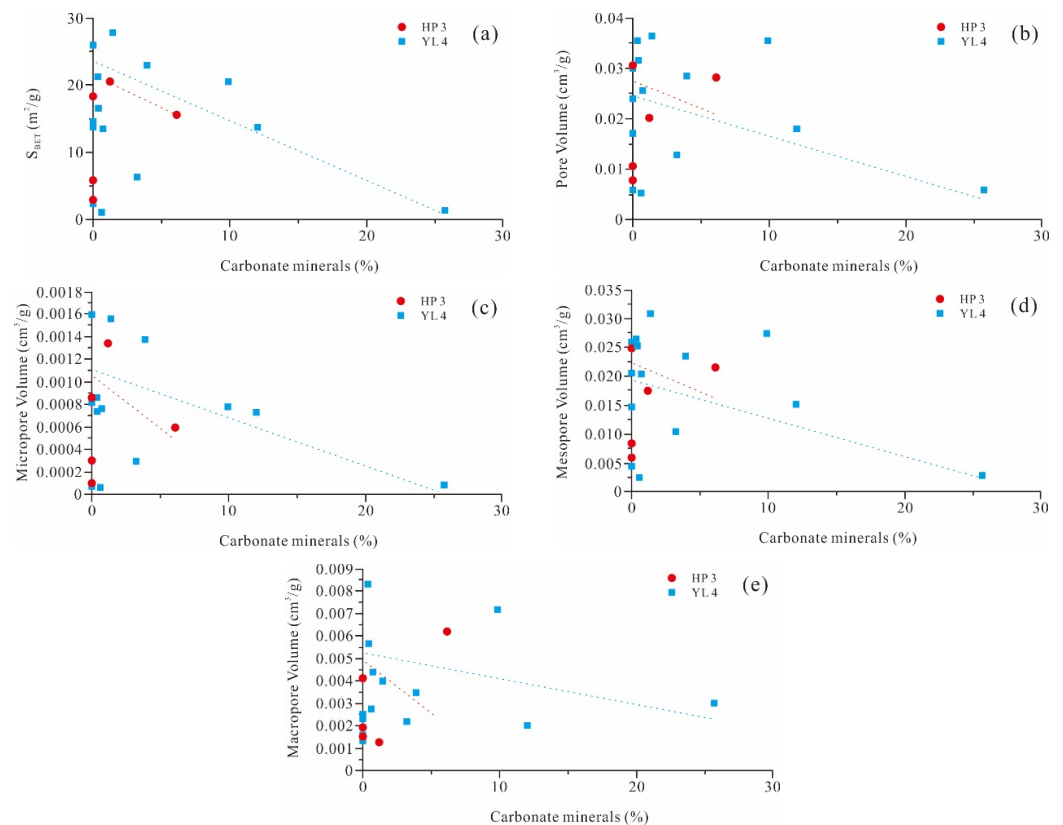 30
HP 3
(a)
YL 4
20
S_BET (m²/g)
10
0
0 10 20 30
Carbonate minerals (%)
0.04
HP 3
(b)
YL 4
0.03
Pore Volume (cm³/g)
0.02
0.01
0
0 10 20 30
Carbonate minerals (%)
0.0018
HP 3
(c)
0.0016
YL 4
0.0014
0.0012
Micropore Volume (cm³/g)
0.0010
0.0008
0.0006
0.0004
0.0002
0
0 10 20 30
Carbonate minerals (%)
0.035
HP 3
(d)
YL 4
0.030
0.025
Mesopore Volume (cm³/g)
0.020
0.015
0.010
0.005
0
0 10 20 30
Carbonate minerals (%)
0.009
HP 3
(e)
YL 4
0.008
0.007
0.006
Macropore Volume (cm³/g)
0.005
0.004
0.003
0.002
0.001
0
0 10 20 30
Carbonate minerals (%)